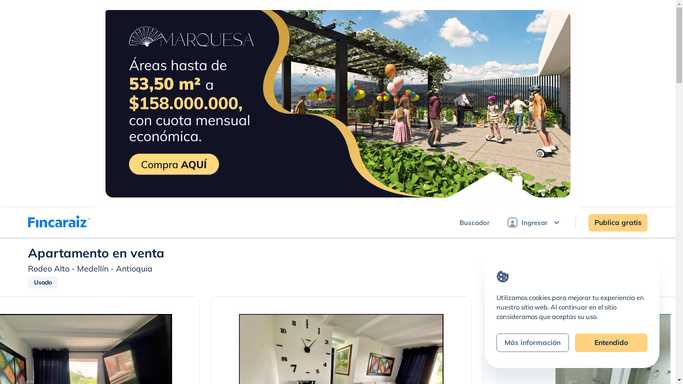 MARQUESA
Áreas hasta de
53,50 m² a
$158.000.000,
con cuota mensual
económica.
Compra AQUÍ
Fincaraiz
Buscador
Ingresar
Publica gratis
Apartamento en venta
Rodeo Alto - Medellín - Antioquia
Usado
Utilizamos cookies para mejorar tu experiencia en
nuestro sitio web. Al continuar en el sitio
consideramos que aceptas su uso.
Más información
Entendido